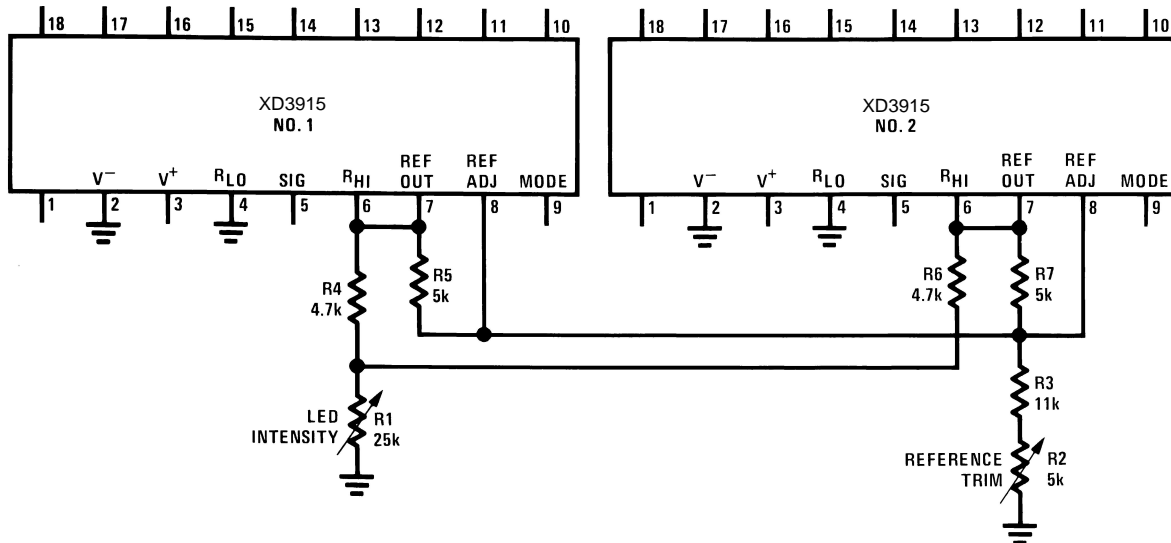 18 17 16 15 14 13 12 11 10
18 17 16 15 14 13 12 11 10
XD3915
NO. 1
XD3915
NO. 2
V− V+ RLO SIG RHI REF OUT REF ADJ MODE
V− V+ RLO SIG RHI REF OUT REF ADJ MODE
1 2 3 4 5 6 7 8 9
1 2 3 4 5 6 7 8 9
R4
4.7k
R5
5k
R6
4.7k
R7
5k
LED
INTENSITY
R1
25k
R3
11k
REFERENCE
TRIM
R2
5k